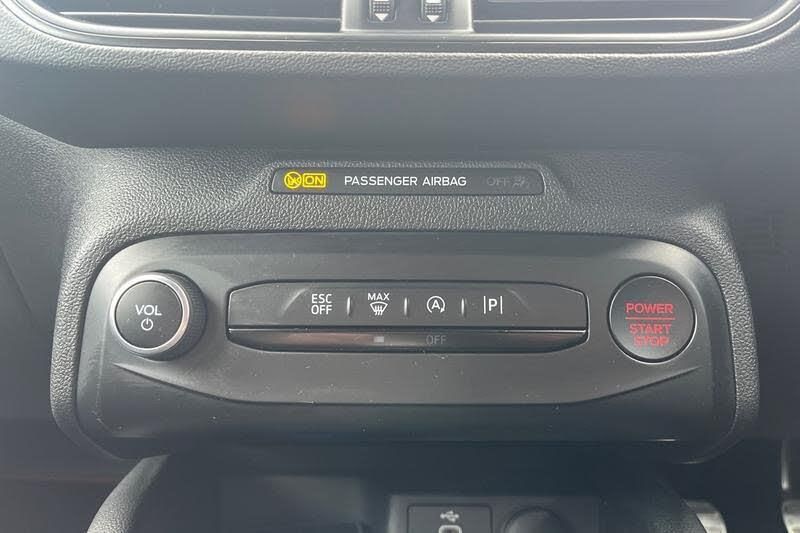 ON PASSENGER AIRBAG OFF
VOL
ESC
OFF
MAX
A
P
OFF
POWER
START
STOP